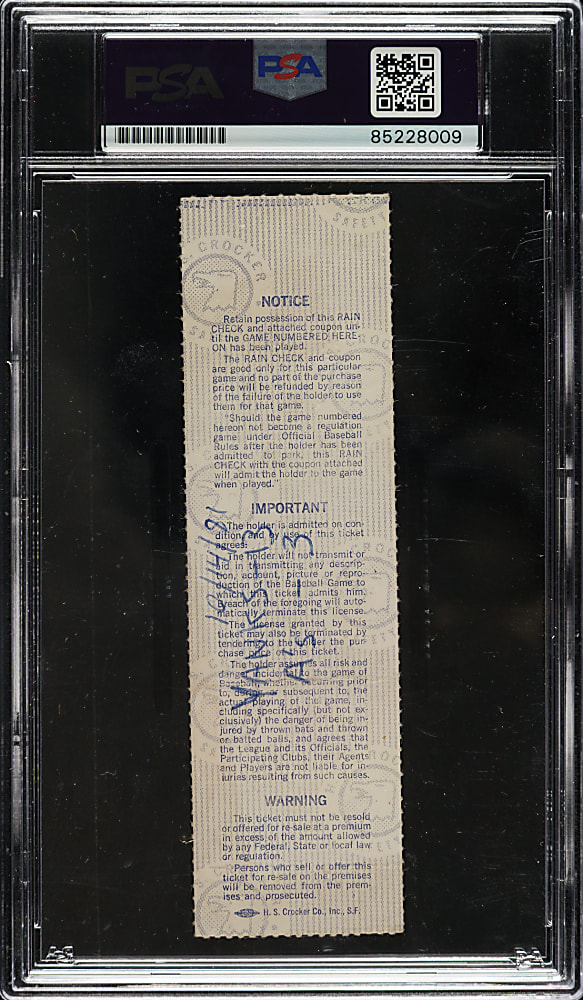 PSA
PSA
85228009
SAFETY
CROCKER
NOTICE
Retain possession of this RAIN
CHECK and attached coupon un-
til the GAME NUMBERED HERE-
ON has been played.
The RAIN CHECK and coupon
are good only for this particular
game and no part of the purchase
price will be refunded by reason
of the failure of the holder to use
them for that game.
"Should the game numbered
hereon not become a regulation
game under Official Baseball
Rules after the holder has been
admitted to park, this RAIN
CHECK with the coupon attached
will admit the holder to the game
when played."
IMPORTANT
The holder is admitted on con-
dition, and by use of this ticket
agrees:
The holder will not transmit or
aid in transmitting any descrip-
tion, account, picture or repro-
duction of the Baseball Game to
which this ticket admits him.
Breach of the foregoing will auto-
matically terminate this license.
The license granted by this
ticket may also be terminated by
tendering to the holder the pur-
chase price of this ticket.
The holder assumes all risk and
danger incidental to the game of
Baseball, whether occurring prior
to, during or subsequent to, the
actual playing of the game, in-
cluding specifically (but not ex-
clusively) the danger of being in-
jured by thrown bats and thrown
or batted balls, and agrees that
the League and its Officials, the
Participating Clubs, their Agents
and Players are not liable for in-
juries resulting from such causes.
10/14/81
YANKS - 13
A'S - 3
WARNING
This ticket must not be resold
or offered for re-sale at a premium
in excess of the amount allowed
by any Federal, State or local law
or regulation.
Persons who sell or offer this
ticket for re-sale on the premises
will be removed from the prem-
ises and prosecuted.
H. S. Crocker Co., Inc., S.F.